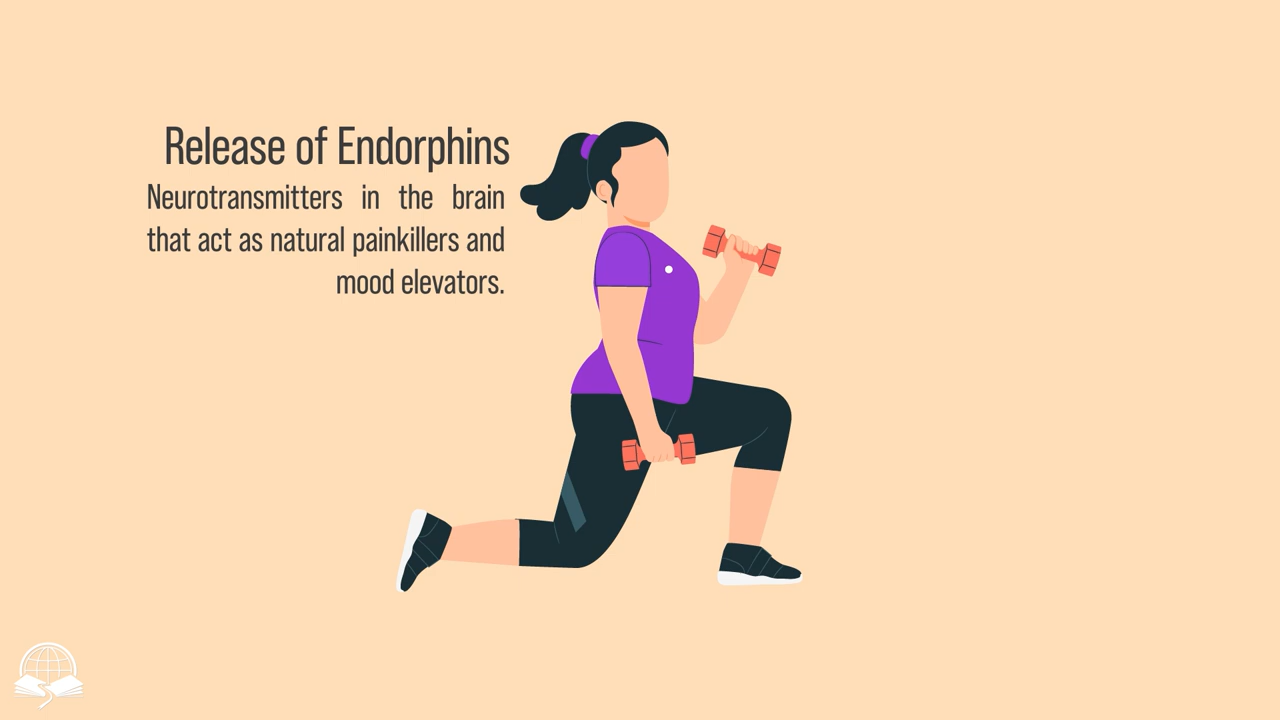 Release of Endorphins
Neurotransmitters in the brain
that act as natural painkillers and
mood elevators.